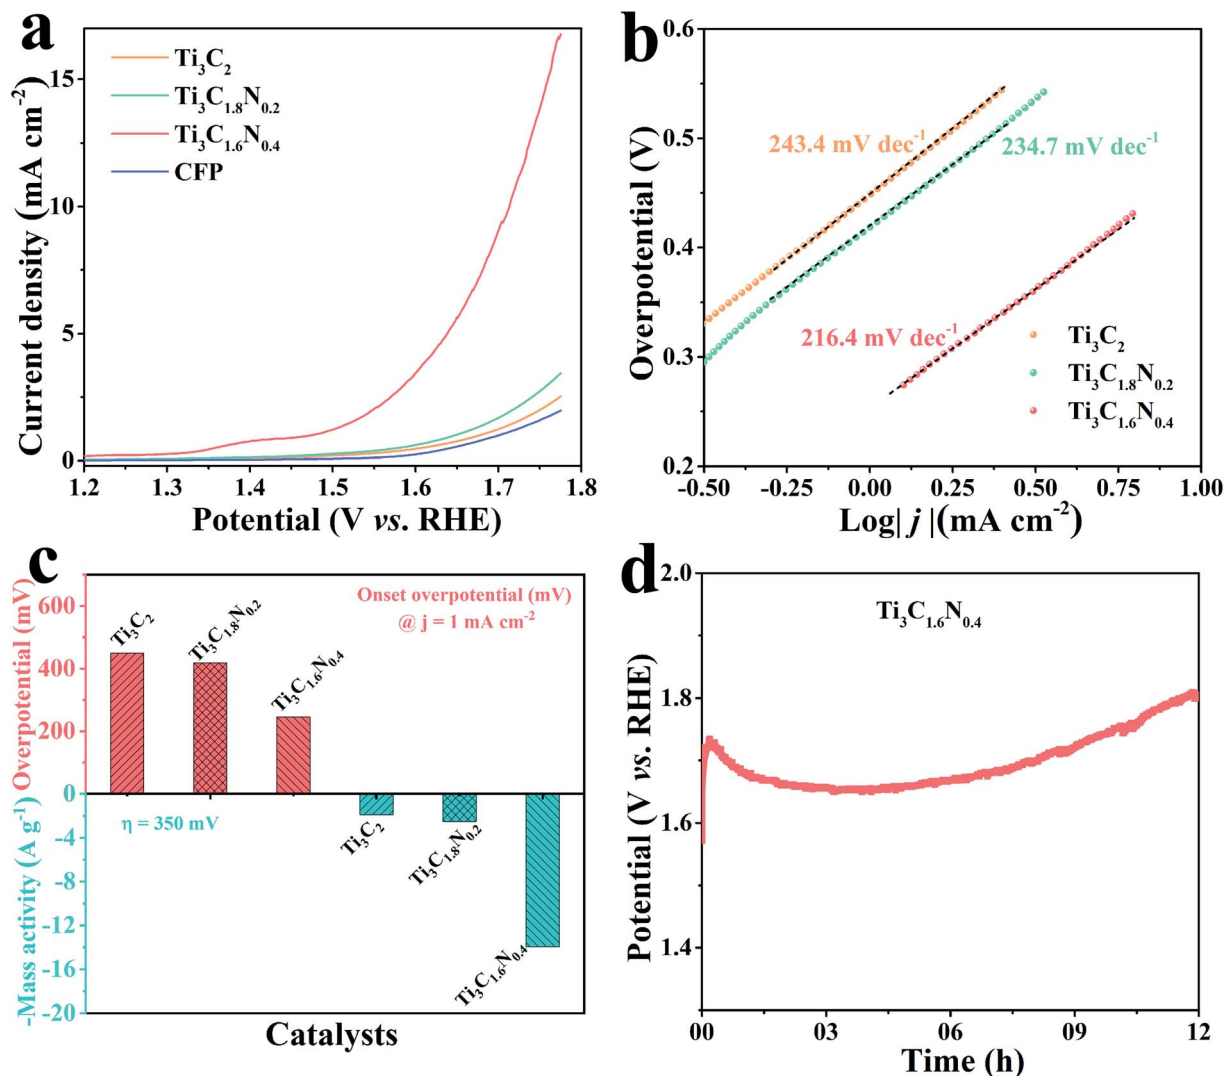 a
Ti₃C₂
Ti₃C₁.₈N₀.₂
Ti₃C₁.₆N₀.₄
CFP
15
10
5
0
1.2 1.3 1.4 1.5 1.6 1.7 1.8
Current density (mA cm⁻²)
Potential (V vs. RHE)
b
0.6
0.5
0.4
0.3
0.2
243.4 mV dec⁻¹
234.7 mV dec⁻¹
216.4 mV dec⁻¹
Ti₃C₂
Ti₃C₁.₈N₀.₂
Ti₃C₁.₆N₀.₄
-0.50 -0.25 0.00 0.25 0.50 0.75 1.00
Overpotential (V)
Log| j |(mA cm⁻²)
c
600
400
200
0
-4
-8
-12
-16
-20
Overpotential (mV)
-Mass activity (A g⁻¹)
Onset overpotential (mV)
@ j = 1 mA cm⁻²
Ti₃C₂
Ti₃C₁.₈N₀.₂
Ti₃C₁.₆N₀.₄
η = 350 mV
Ti₃C₂
Ti₃C₁.₈N₀.₂
Ti₃C₁.₆N₀.₄
Catalysts
d
2.0
1.8
1.6
1.4
Ti₃C₁.₆N₀.₄
00 03 06 09 12
Potential (V vs. RHE)
Time (h)